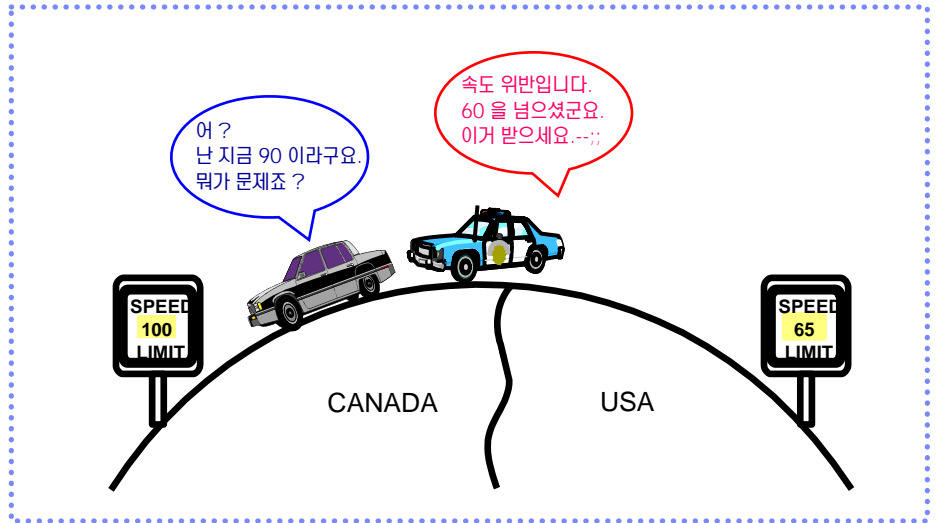 속도 위반입니다.
60 을 넘으셨군요.
이거 받으세요.--;;
어 ?
난 지금 90 이라구요.
뭐가 문제죠 ?
SPEED
100
LIMIT
SPEED
65
LIMIT
CANADA
USA